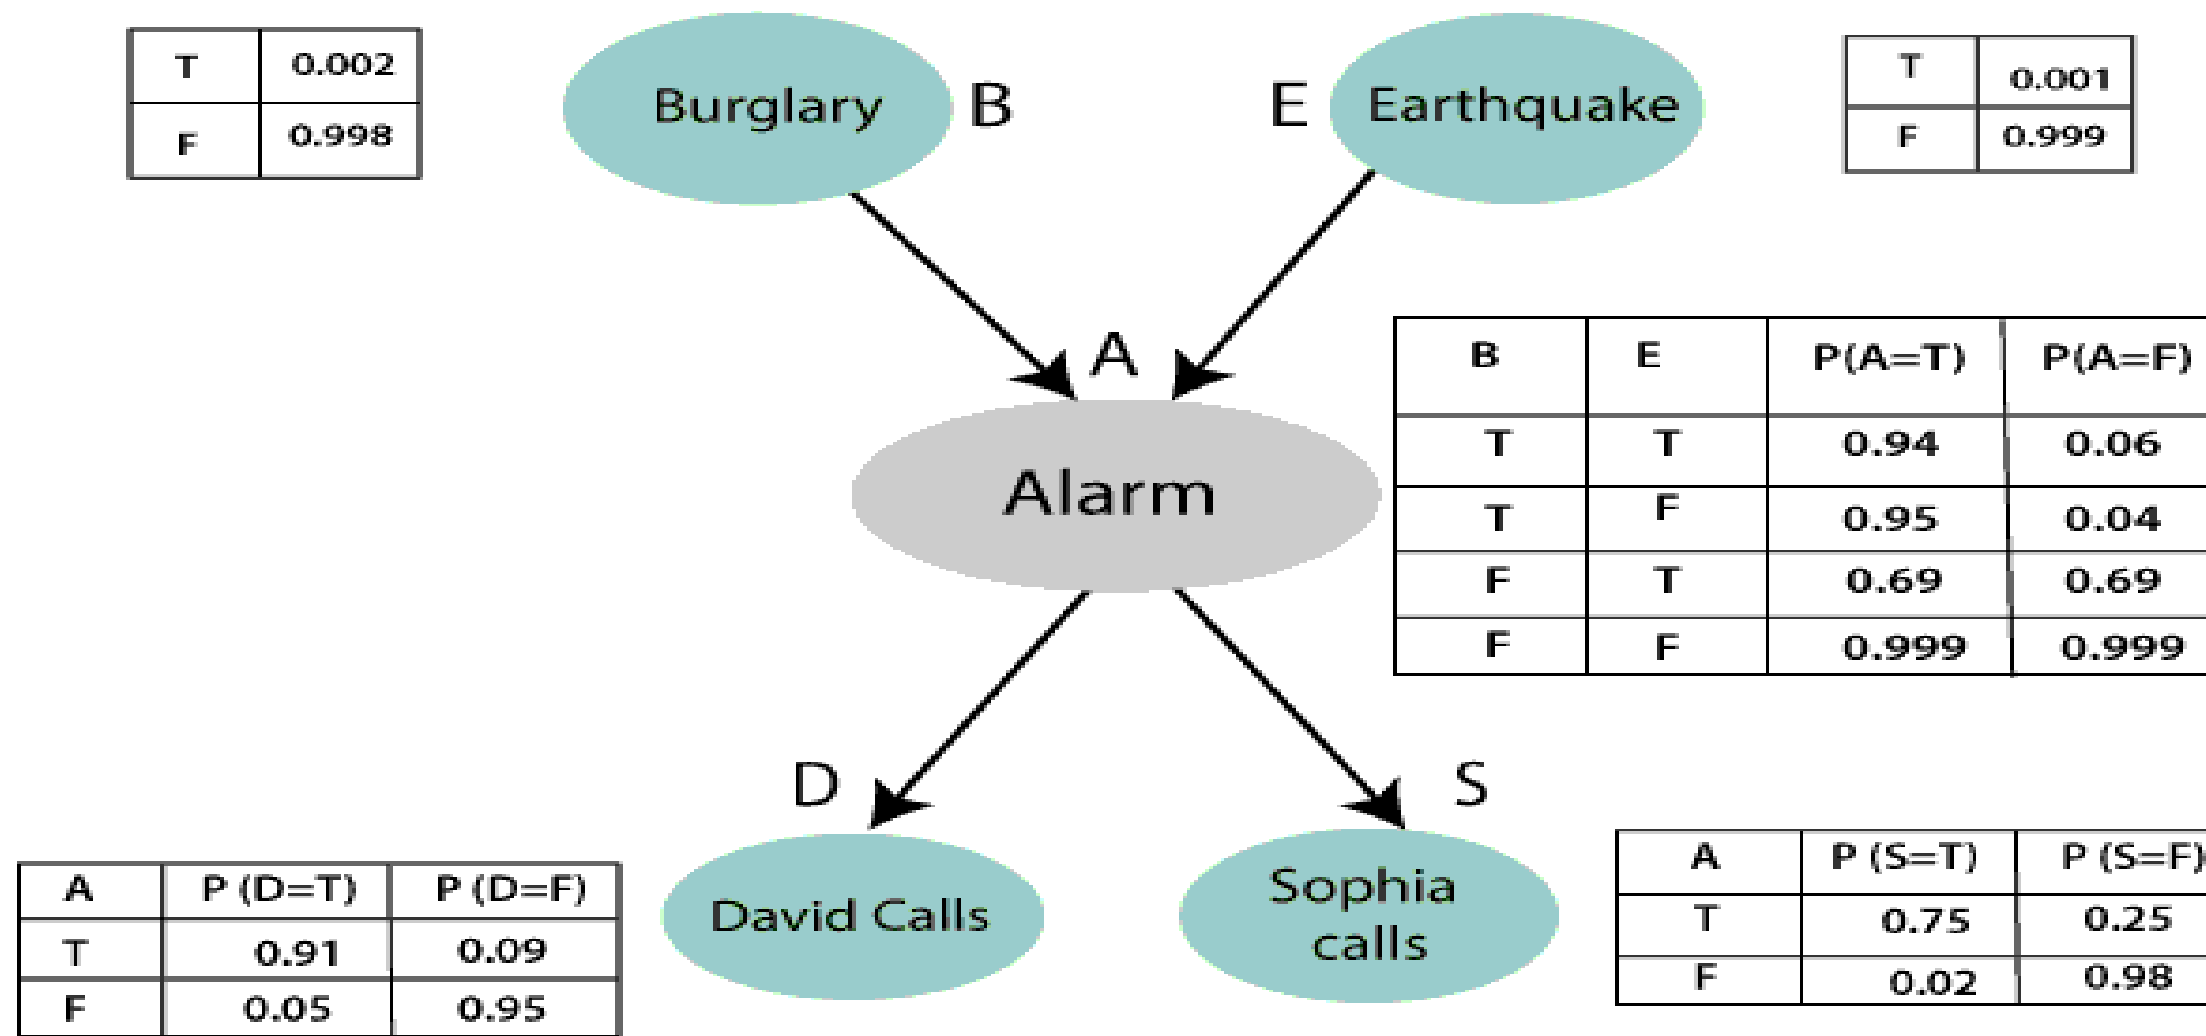 T 0.002
F 0.998
Burglary B
E Earthquake
T 0.001
F 0.999
A
B E P(A=T) P(A=F)
T T 0.94 0.06
T F 0.95 0.04
F T 0.69 0.69
F F 0.999 0.999
Alarm
D
S
A P (D=T) P (D=F)
T 0.91 0.09
F 0.05 0.95
David Calls
Sophia
calls
A P (S=T) P (S=F)
T 0.75 0.25
F 0.02 0.98